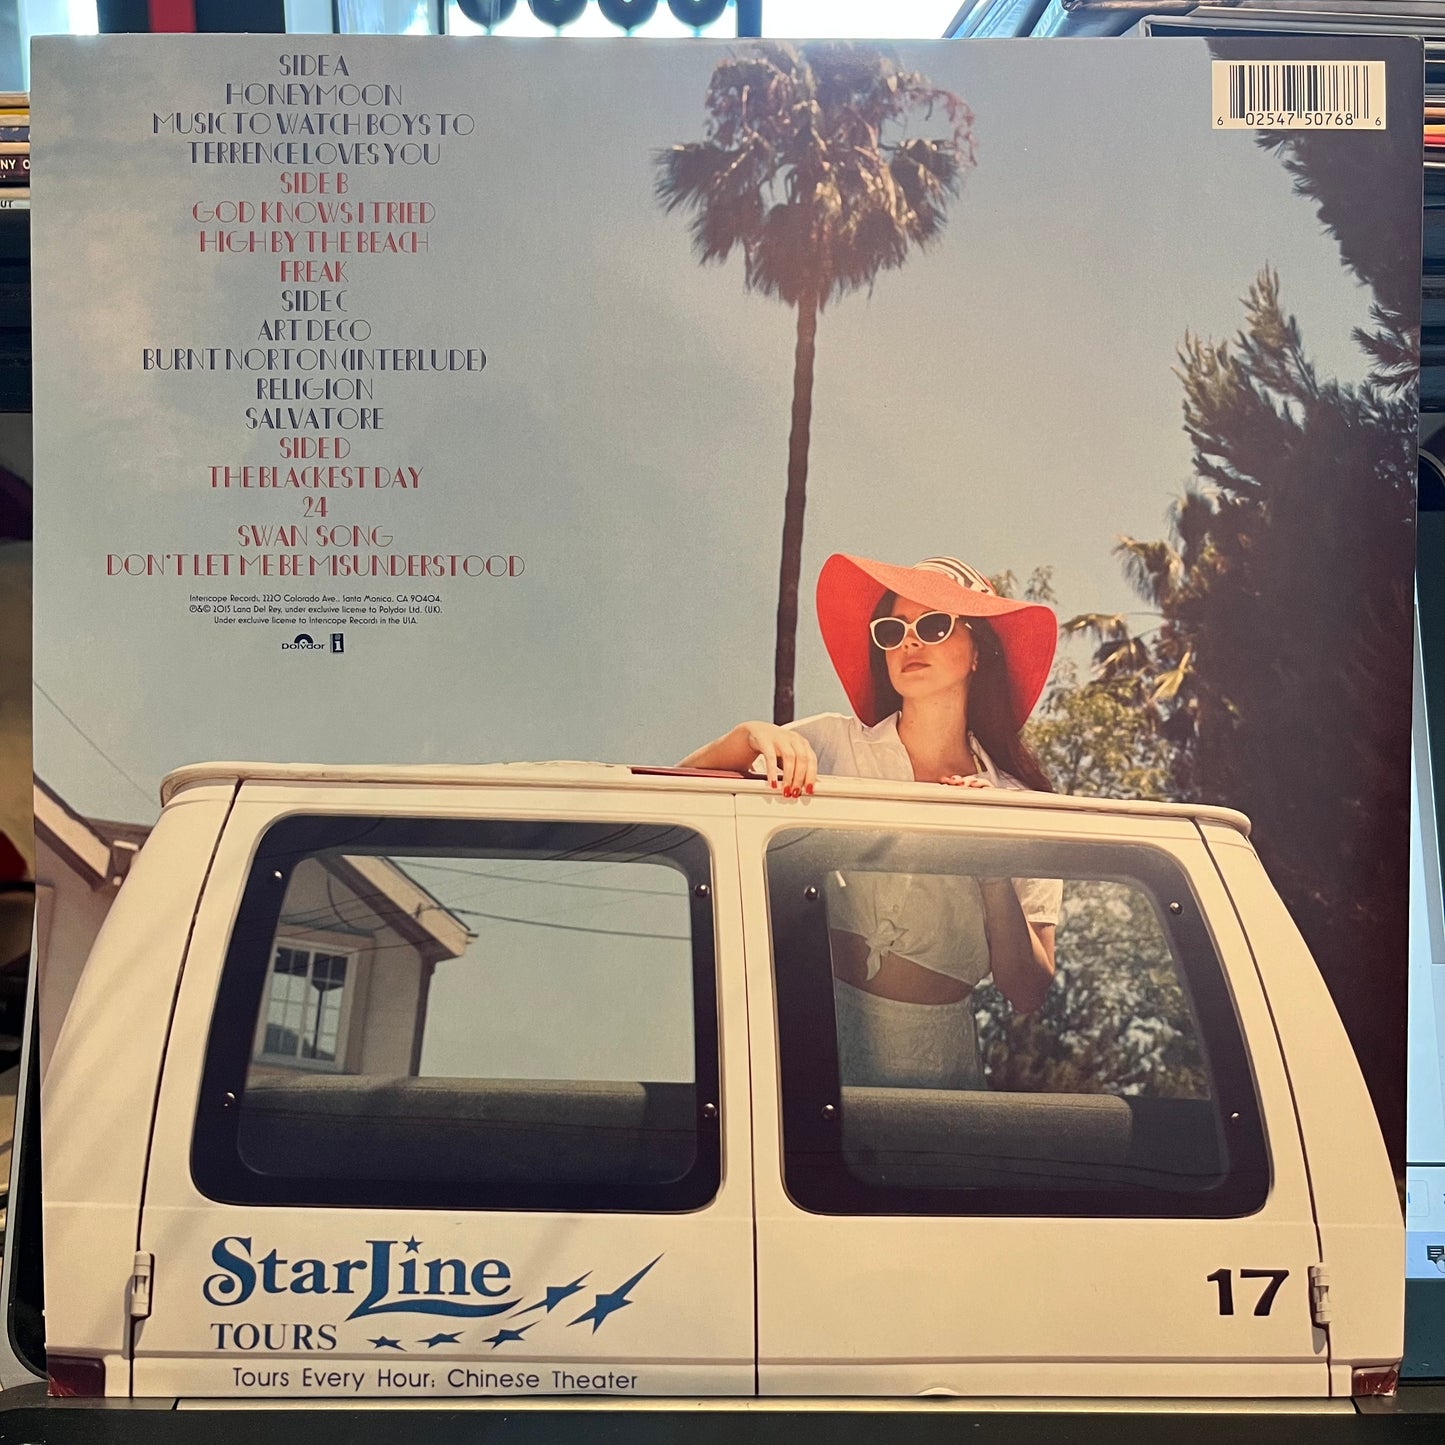 SIDE A
HONEYMOON
MUSIC TO WATCH BOYS TO
TERRENCE LOVES YOU
SIDE B
GOD KNOWS I TRIED
HIGH BY THE BEACH
FREAK
SIDE C
ART DECO
BURNT NORTON (INTERLUDE)
RELIGION
SALVATORE
SIDE D
THE BLACKEST DAY
24
SWAN SONG
DON'T LET ME BE MISUNDERSTOOD
Interscope Records, 2220 Colorado Ave., Santa Monica, CA 90404.
℗&© 2015 Lana Del Rey, under exclusive license to Polydor Ltd. (UK).
Under exclusive license to Interscope Records in the USA.
polydor i
6 02547 50768 6
NY O
UT
StarLine
TOURS
Tours Every Hour: Chinese Theater
17